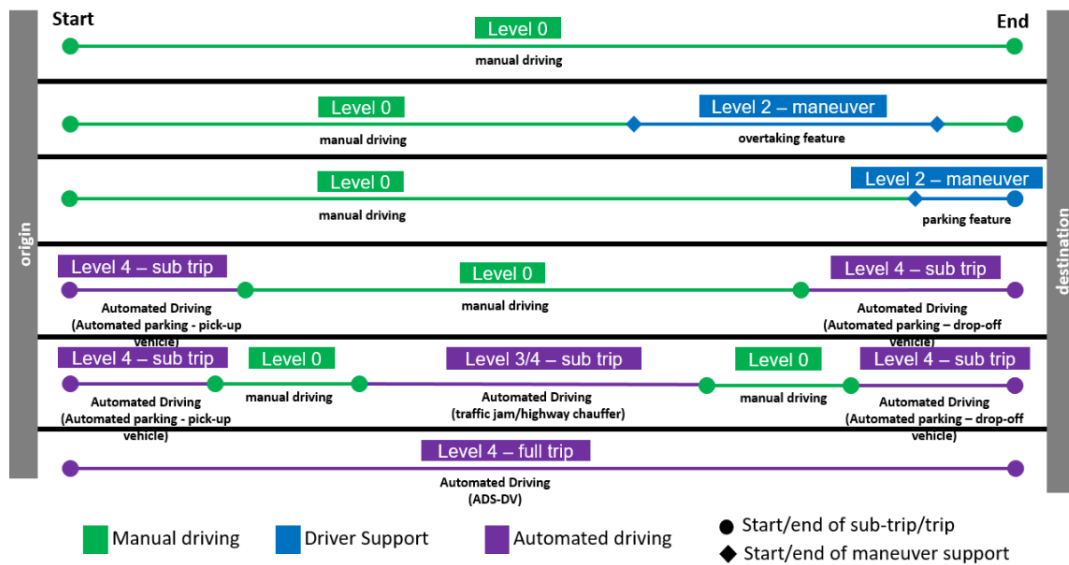 Start
End
Level 0
manual driving
Level 0
Level 2 – maneuver
manual driving
overtaking feature
Level 0
Level 2 – maneuver
manual driving
parking feature
origin
destination
Level 4 – sub trip
Level 0
Level 4 – sub trip
Automated Driving
(Automated parking - pick-up
vehicle)
manual driving
Automated Driving
(Automated parking – drop-off
vehicle)
Level 4 – sub trip
Level 0
Level 3/4 – sub trip
Level 0
Level 4 – sub trip
Automated Driving
(Automated parking - pick-up
vehicle)
manual driving
Automated Driving
(traffic jam/highway chauffer)
manual driving
Automated Driving
(Automated parking – drop-off
vehicle)
Level 4 – full trip
Automated Driving
(ADS-DV)
Manual driving
Driver Support
Automated driving
Start/end of sub-trip/trip
Start/end of maneuver support